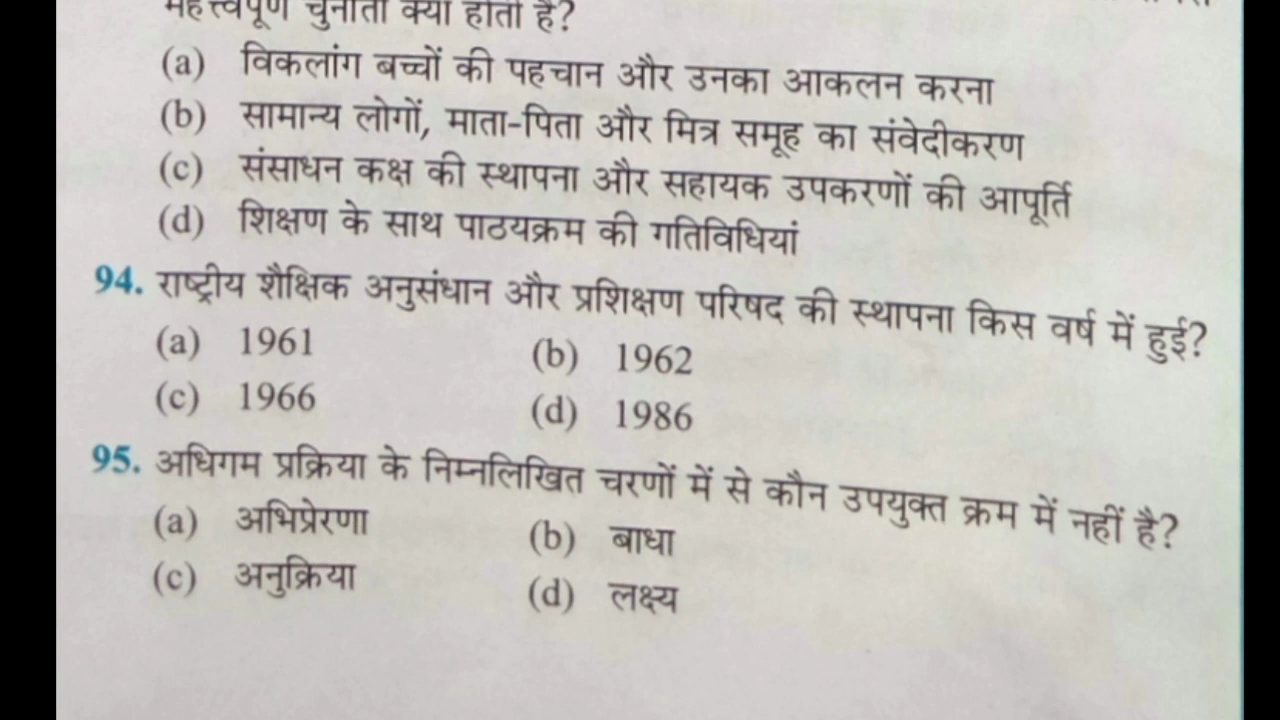 महत्त्वपूर्ण चुनौती क्या होती है?
(a) विकलांग बच्चों की पहचान और उनका आकलन करना
(b) सामान्य लोगों, माता-पिता और मित्र समूह का संवेदीकरण
(c) संसाधन कक्ष की स्थापना और सहायक उपकरणों की आपूर्ति
(d) शिक्षण के साथ पाठयक्रम की गतिविधियां
94. राष्ट्रीय शैक्षिक अनुसंधान और प्रशिक्षण परिषद की स्थापना किस वर्ष में हुई?
(a) 1961 (b) 1962
(c) 1966 (d) 1986
95. अधिगम प्रक्रिया के निम्नलिखित चरणों में से कौन उपयुक्त क्रम में नहीं है?
(a) अभिप्रेरणा (b) बाधा
(c) अनुक्रिया (d) लक्ष्य